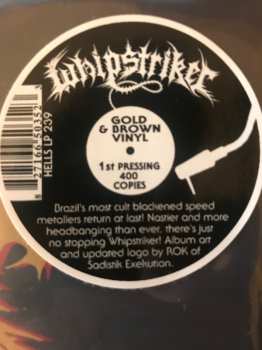 Whipstriker
GOLD
& BROWN
VINYL
1st PRESSING
400
COPIES
HELLS LP 239
Brazil's most cult blackened speed
metallers return at last! Nastier and more
headbanging than ever, there's just
no stopping Whipstriker! Album art
and updated logo by ROK of
Sadistik Exekution.